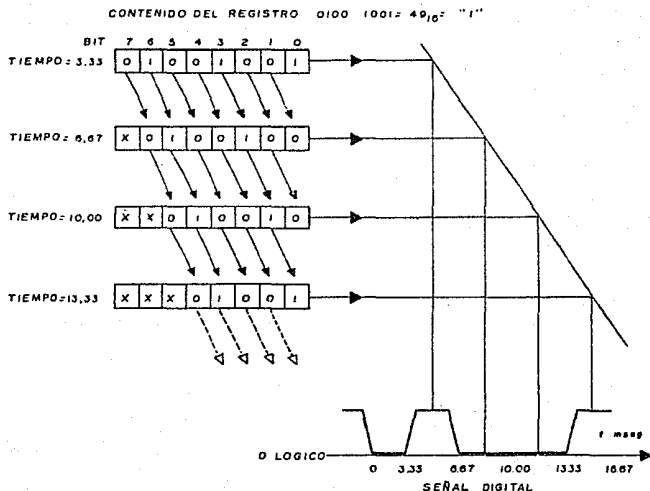 CONTENIDO DEL REGISTRO 0100 1001= 49₁₆= "I"
BIT 7 6 5 4 3 2 1 0
TIEMPO=3,33 0 1 0 0 1 0 0 1
TIEMPO=6,67 X 0 1 0 0 1 0 0
TIEMPO=10,00 X X 0 1 0 0 1 0
TIEMPO=13,33 X X X 0 1 0 0 1
t mseg
0 LOGICO
0 3,33 6,67 10,00 13,33 16,67
SEÑAL DIGITAL